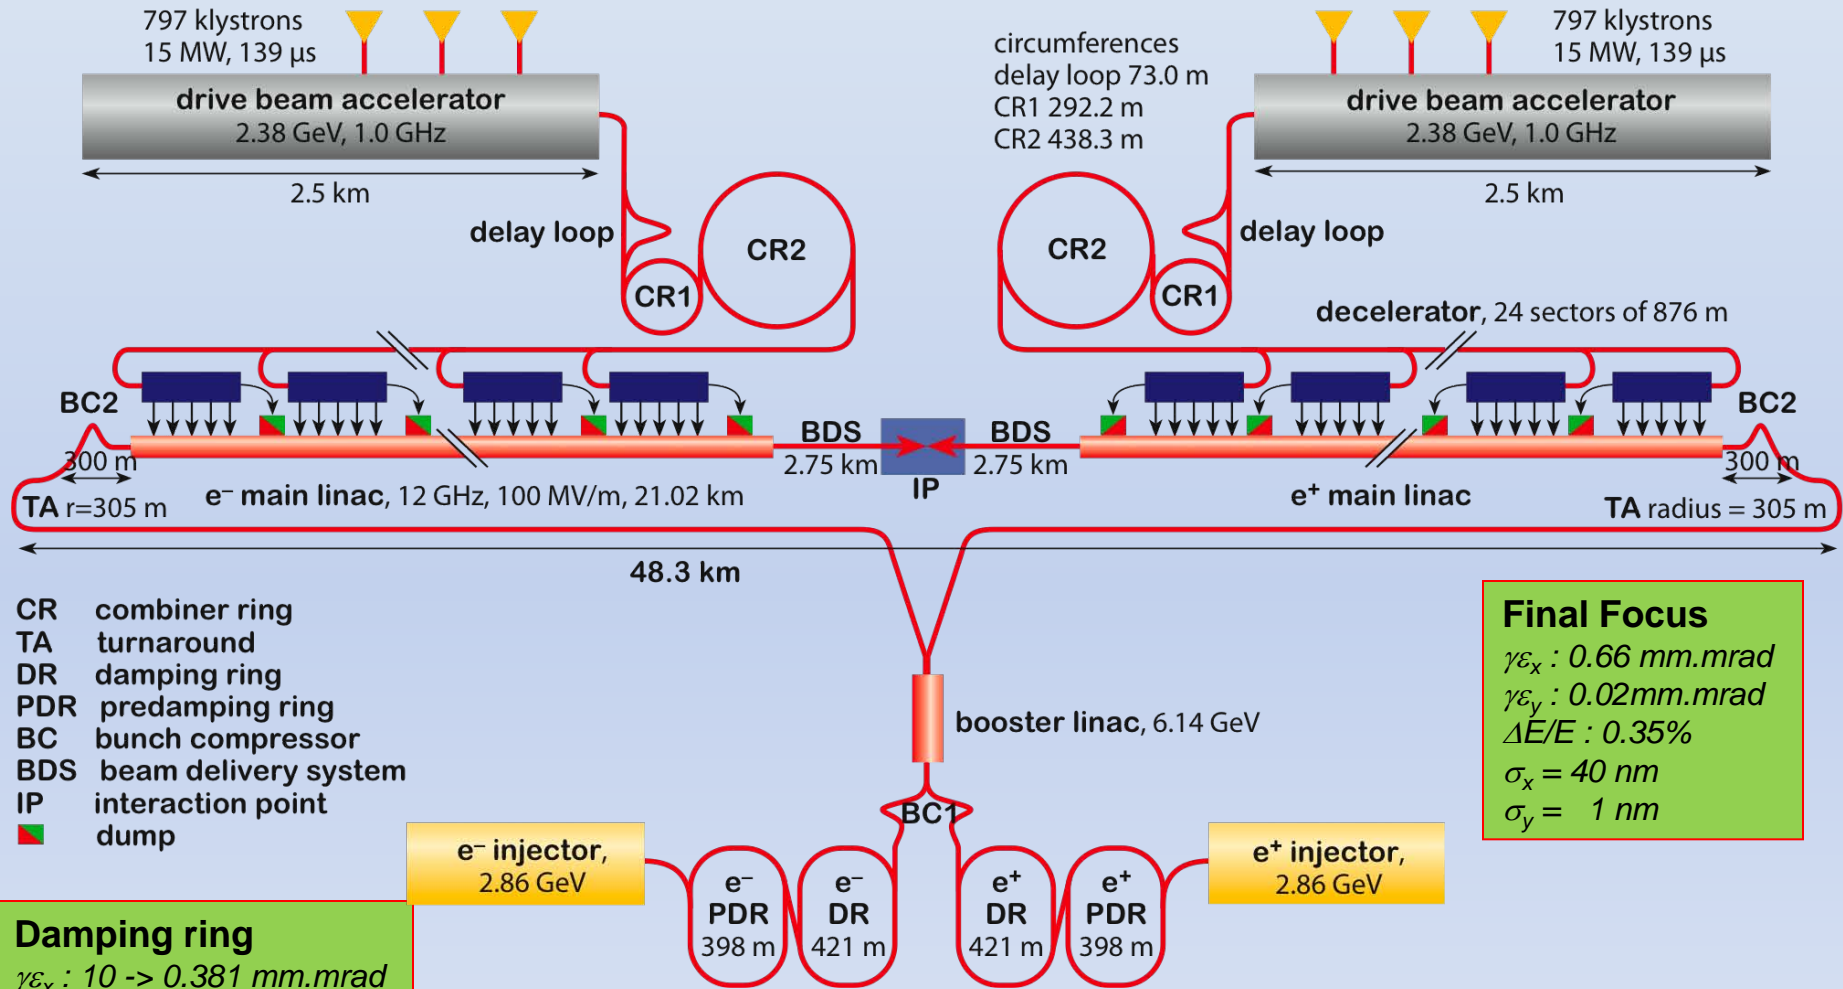 797 klystrons
15 MW, 139 μs
circumferences
delay loop 73.0 m
CR1 292.2 m
CR2 438.3 m
797 klystrons
15 MW, 139 μs
drive beam accelerator
2.38 GeV, 1.0 GHz
drive beam accelerator
2.38 GeV, 1.0 GHz
2.5 km
2.5 km
delay loop
CR2
CR1
CR2
CR1
delay loop
decelerator, 24 sectors of 876 m
BC2
BC2
BDS
2.75 km
BDS
2.75 km
IP
300 m
300 m
TA r=305 m
e⁻ main linac, 12 GHz, 100 MV/m, 21.02 km
e⁺ main linac
TA radius = 305 m
48.3 km
CR combiner ring
TA turnaround
DR damping ring
PDR predamping ring
BC bunch compressor
BDS beam delivery system
IP interaction point
dump
Final Focus
γεx : 0.66 mm.mrad
γεy : 0.02mm.mrad
ΔE/E : 0.35%
σx = 40 nm
σy = 1 nm
booster linac, 6.14 GeV
BC1
e⁻ injector,
2.86 GeV
e⁻
PDR
398 m
e⁻
DR
421 m
e⁺
DR
421 m
e⁺
PDR
398 m
e⁺ injector,
2.86 GeV
Damping ring
γεx : 10 -> 0.381 mm.mrad